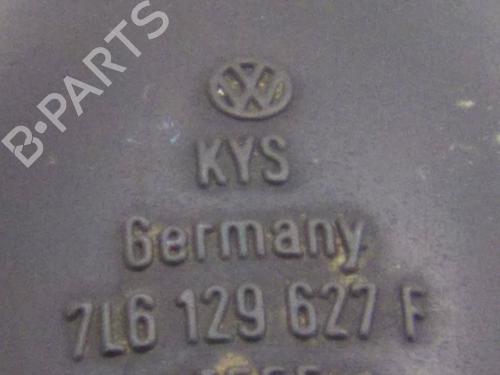 B-PARTS
KYS
Germany
7L6 129 627 F